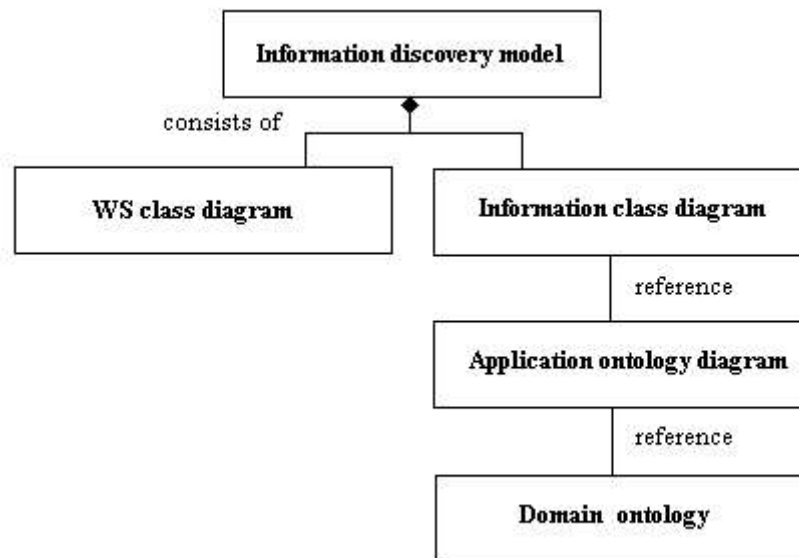 Information discovery model
consists of
WS class diagram
Information class diagram
reference
Application ontology diagram
reference
Domain ontology